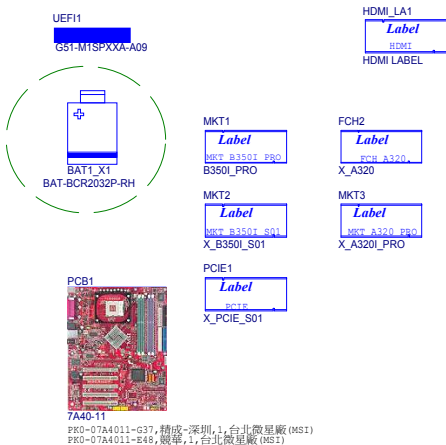 UEFI1
G51-M1SPXXA-A09
HDMI_LA1
Label
HDMI
HDMI LABEL
BAT1_X1
BAT-BCR2032P-RH
MKT1
Label
MKT B350I PRO
B350I_PRO
FCH2
Label
FCH A320
X_A320
MKT2
Label
MKT B350I S01
X_B350I_S01
MKT3
Label
MKT A320 PRO
X_A320I_PRO
PCIE1
Label
PCIE
X_PCIE_S01
PCB1
7A40-11
PK0-07A4011-G37,精成-深圳,1,台北微星廠(MSI)
PK0-07A4011-E48,競華,1,台北微星廠(MSI)